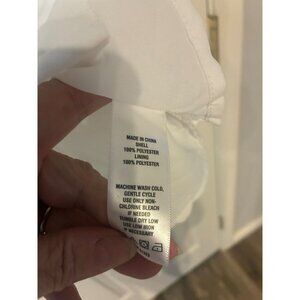 MADE IN CHINA
SHELL
100% POLYESTER
LINING
100% POLYESTER
MACHINE WASH COLD,
GENTLE CYCLE
USE ONLY NON-
CHLORINE BLEACH
IF NEEDED
TUMBLE DRY LOW
USE LOW IRON
IF NECESSARY